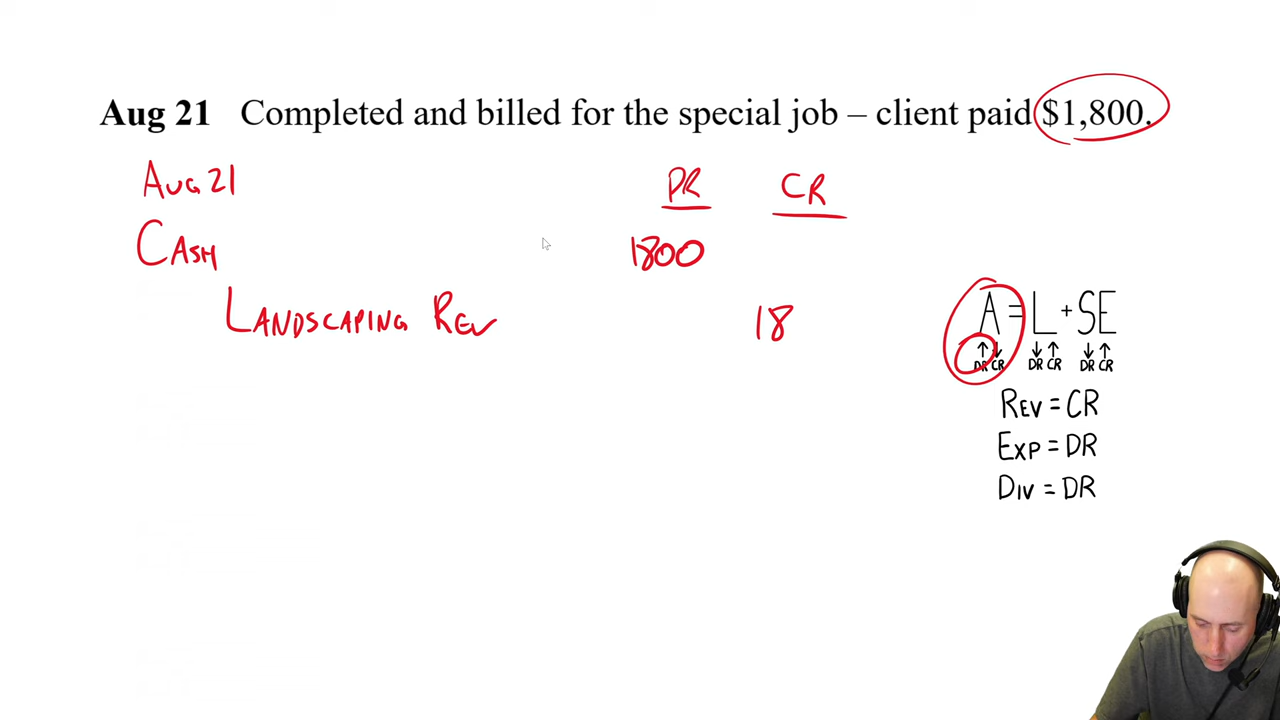 Aug 21 Completed and billed for the special job – client paid $1,800.
Aug 21 DR CR
Cash 1800
Landscaping Rev 18
A = L + SE
↑ ↓ ↓ ↑ ↓ ↑
DR CR DR CR DR CR
Rev = CR
Exp = DR
Div = DR